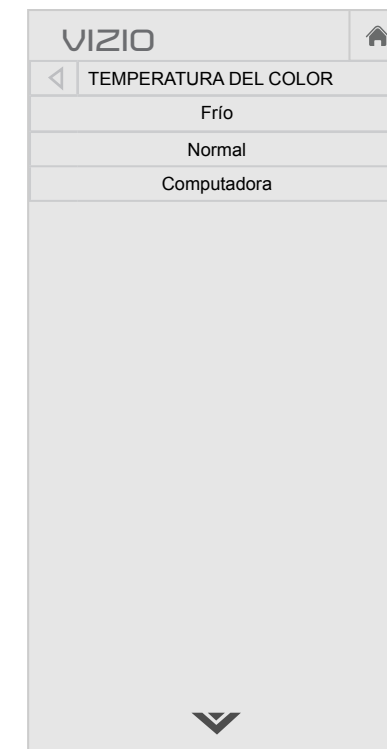 VIZIO
TEMPERATURA DEL COLOR
Frío
Normal
Computadora